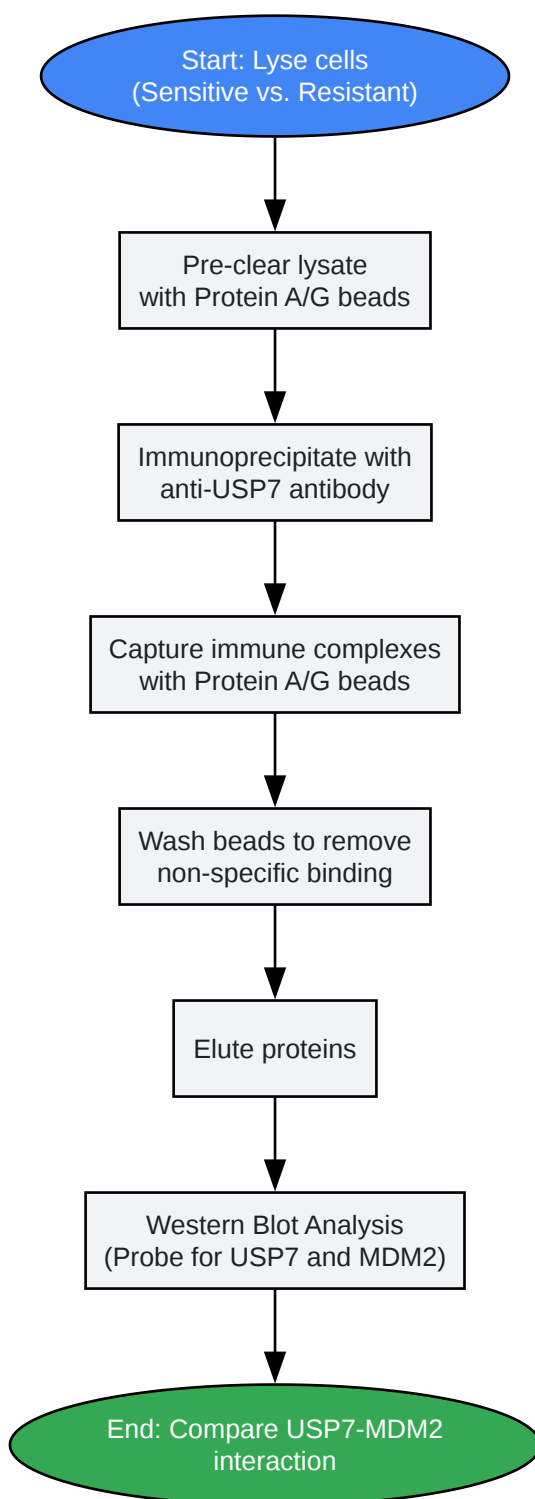 Start: Lyse cells
(Sensitive vs. Resistant)
Pre-clear lysate
with Protein A/G beads
Immunoprecipitate with
anti-USP7 antibody
Capture immune complexes
with Protein A/G beads
Wash beads to remove
non-specific binding
Elute proteins
Western Blot Analysis
(Probe for USP7 and MDM2)
End: Compare USP7-MDM2
interaction